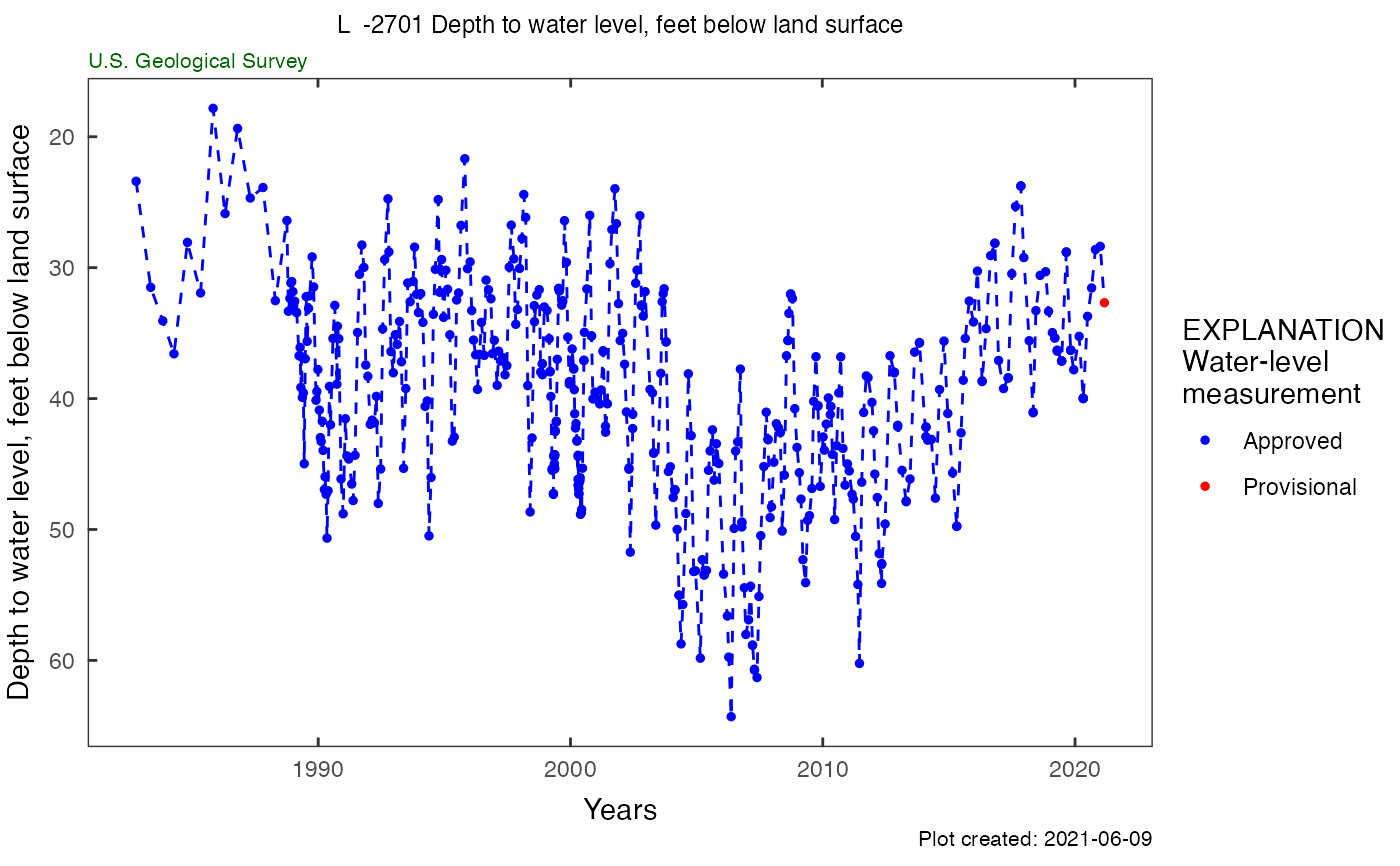 L  -2701 Depth to water level, feet below land surface
U.S. Geological Survey
Depth to water level, feet below land surface
20
30
40
50
60
1990
2000
2010
2020
Years
EXPLANATION
Water-level
measurement
Approved
Provisional
Plot created: 2021-06-09